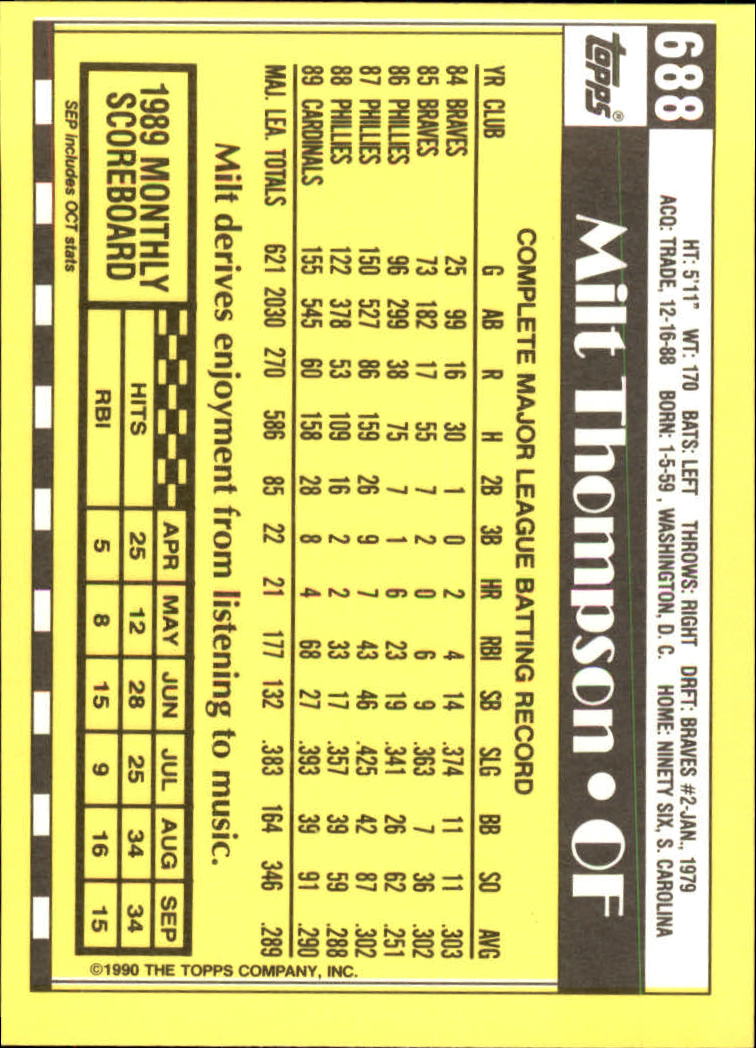 688
HT: 5'11" WT: 170 BATS: LEFT THROWS: RIGHT DRFT: BRAVES #2-JAN., 1979
ACQ: TRADE, 12-16-88 BORN: 1-5-59 , WASHINGTON, D. C. HOME: NINETY SIX, S. CAROLINA
topps®
Milt Thompson • OF
COMPLETE MAJOR LEAGUE BATTING RECORD
YR CLUB G AB R H 2B 3B HR RBI SB SLG BB SO AVG
84 BRAVES 25 99 16 30 1 0 2 4 14 .374 11 11 .303
85 BRAVES 73 182 17 55 7 2 0 6 9 .363 7 36 .302
86 PHILLIES 96 299 38 75 7 1 6 23 19 .341 26 62 .251
87 PHILLIES 150 527 86 159 26 9 7 43 46 .425 42 87 .302
88 PHILLIES 122 378 53 109 16 2 2 33 17 .357 39 59 .288
89 CARDINALS 155 545 60 158 28 8 4 68 27 .393 39 91 .290
MAJ. LEA. TOTALS 621 2030 270 586 85 22 21 177 132 .383 164 346 .289
Milt derives enjoyment from listening to music.
1989 MONTHLY
SCOREBOARD
APR MAY JUN JUL AUG SEP
HITS 25 12 28 25 34 34
RBI 5 8 15 9 16 15
SEP includes OCT stats
©1990 THE TOPPS COMPANY, INC.